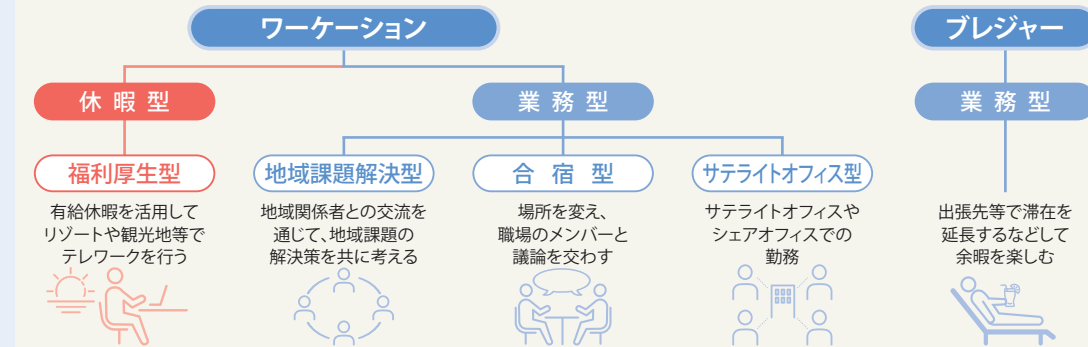 ワーケーション
ブレジャー
休暇型
業務型
業務型
福利厚生型
地域課題解決型
合宿型
サテライトオフィス型
有給休暇を活用して
リゾートや観光地等で
テレワークを行う
地域関係者との交流を
通じて、地域課題の
解決策を共に考える
場所を変え、
職場のメンバーと
議論を交わす
サテライトオフィスや
シェアオフィスでの
勤務
出張先等で滞在を
延長するなどして
余暇を楽しむ